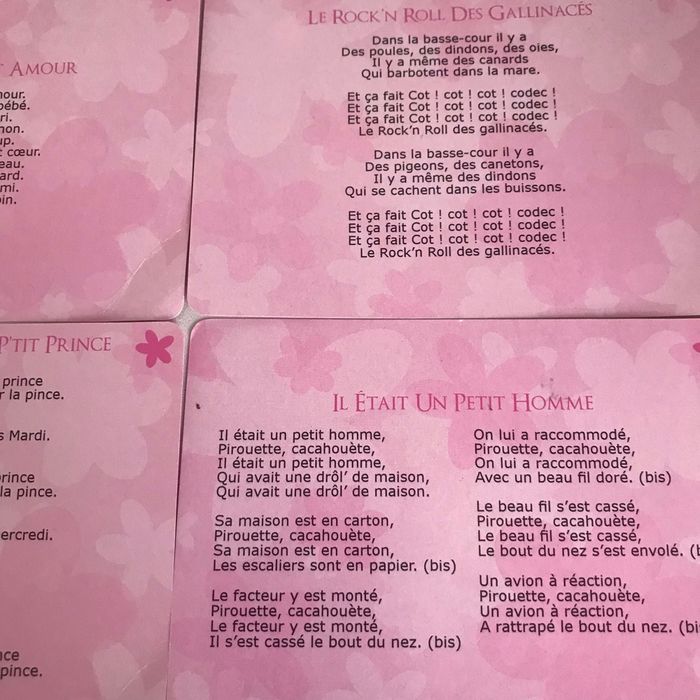 AMOUR
bébé.
cœur.
LE ROCK'N ROLL DES GALLINACÉS
Dans la basse-cour il y a
Des poules, des dindons, des oies,
Il y a même des canards
Qui barbotent dans la mare.
Et ça fait Cot ! cot ! cot ! codec !
Et ça fait Cot ! cot ! cot ! codec !
Et ça fait Cot ! cot ! cot ! codec !
Le Rock'n Roll des gallinacés.
Dans la basse-cour il y a
Des pigeons, des canetons,
Il y a même des dindons
Qui se cachent dans les buissons.
Et ça fait Cot ! cot ! cot ! codec !
Et ça fait Cot ! cot ! cot ! codec !
Et ça fait Cot ! cot ! cot ! codec !
Le Rock'n Roll des gallinacés.
P'TIT PRINCE
prince
r la pince.
s Mardi.
prince
la pince.
ercredi.
nce
pince.
IL ÉTAIT UN PETIT HOMME
Il était un petit homme,
Pirouette, cacahouète,
Il était un petit homme,
Qui avait une drôl' de maison,
Qui avait une drôl' de maison.
Sa maison est en carton,
Pirouette, cacahouète,
Sa maison est en carton,
Les escaliers sont en papier. (bis)
Le facteur y est monté,
Pirouette, cacahouète,
Le facteur y est monté,
Il s'est cassé le bout du nez. (bis)
On lui a raccommodé,
Pirouette, cacahouète,
On lui a raccommodé,
Avec un beau fil doré. (bis)
Le beau fil s'est cassé,
Pirouette, cacahouète,
Le beau fil s'est cassé,
Le bout du nez s'est envolé.
Un avion à réaction,
Pirouette, cacahouète,
Un avion à réaction,
A rattrapé le bout du nez. (bis)